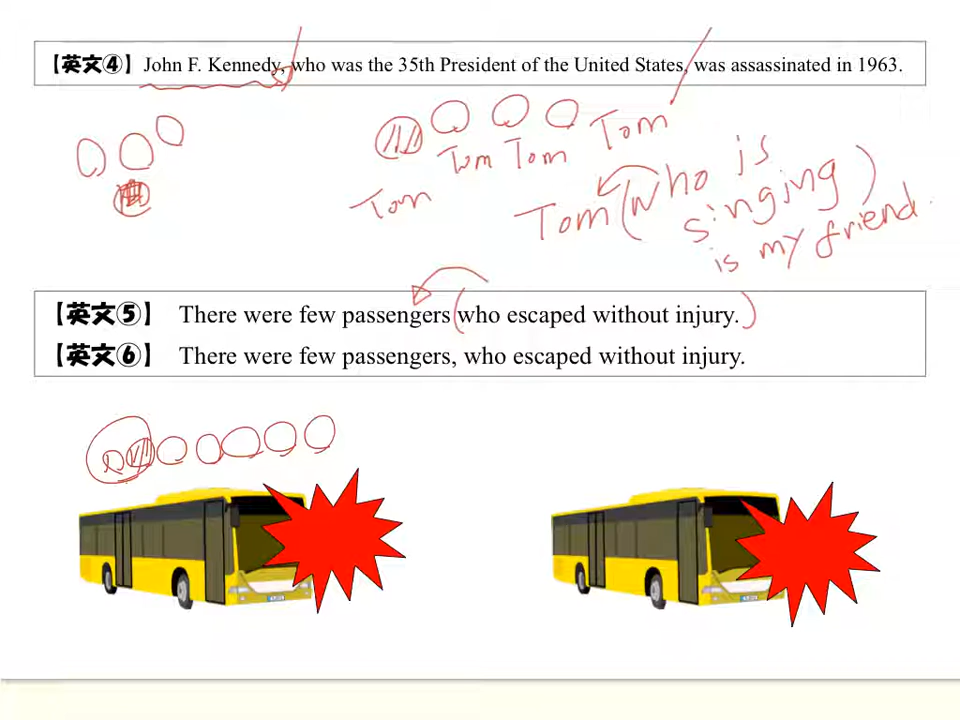 【英文④】 John F. Kennedy, who was the 35th President of the United States, was assassinated in 1963.
Tom
Tom Tom
Tom
Tom (who is
singing)
is my friend.
【英文⑤】 There were few passengers (who escaped without injury.)
【英文⑥】 There were few passengers, who escaped without injury.